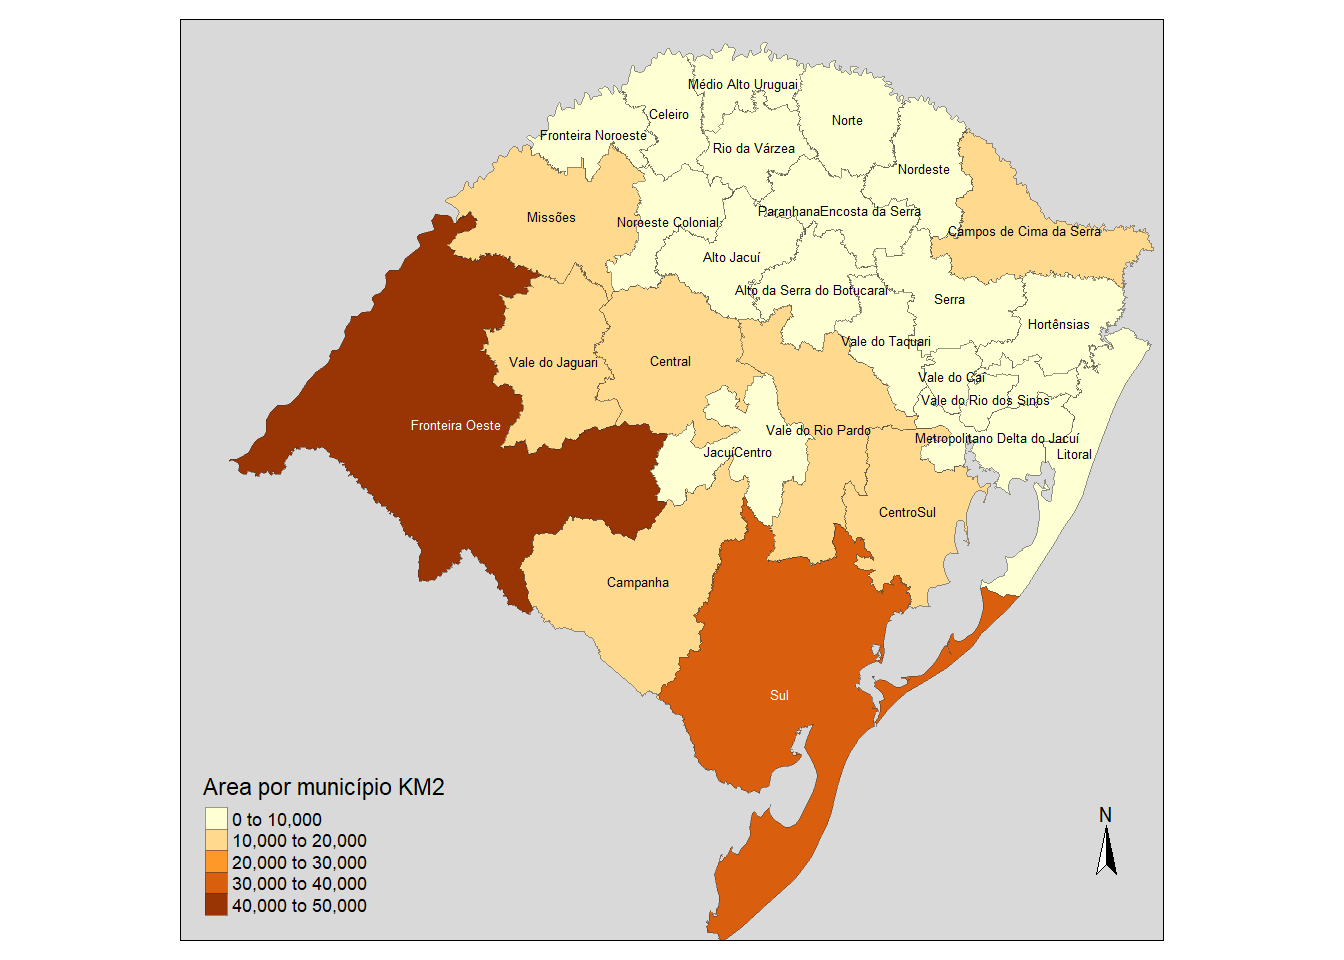 Médio Alto Uruguai
Celeiro
Norte
Fronteira Noroeste
Rio da Várzea
Nordeste
Missões
Noroeste Colonial
ParanhanaEncosta da Serra
Campos de Cima da Serra
Alto Jacuí
Alto da Serra do Botucaraí
Serra
Hortênsias
Vale do Taquari
Vale do Jaguari
Central
Vale do Caí
Vale do Rio dos Sinos
Fronteira Oeste
Vale do Rio Pardo
Metropolitano Delta do Jacuí
JacuíCentro
Litoral
CentroSul
Campanha
Sul
Area por município KM2
0 to 10,000
10,000 to 20,000
20,000 to 30,000
30,000 to 40,000
40,000 to 50,000
N